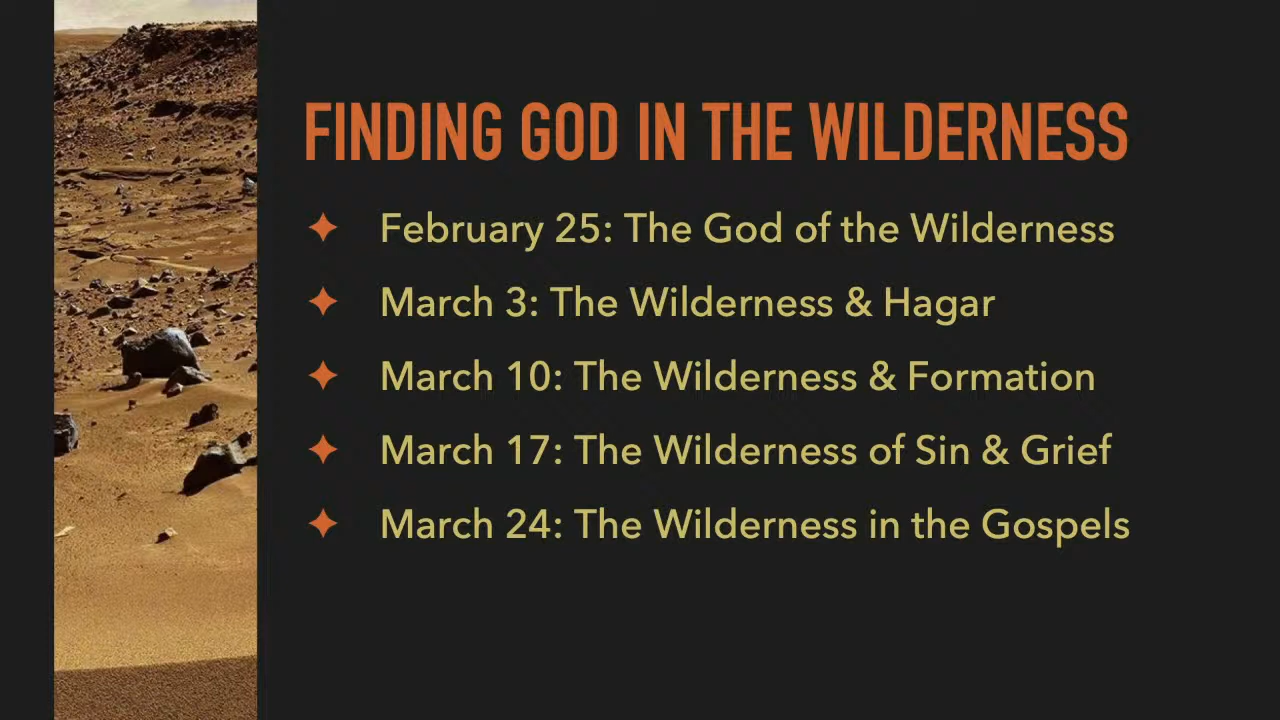 FINDING GOD IN THE WILDERNESS
February 25: The God of the Wilderness
March 3: The Wilderness & Hagar
March 10: The Wilderness & Formation
March 17: The Wilderness of Sin & Grief
March 24: The Wilderness in the Gospels